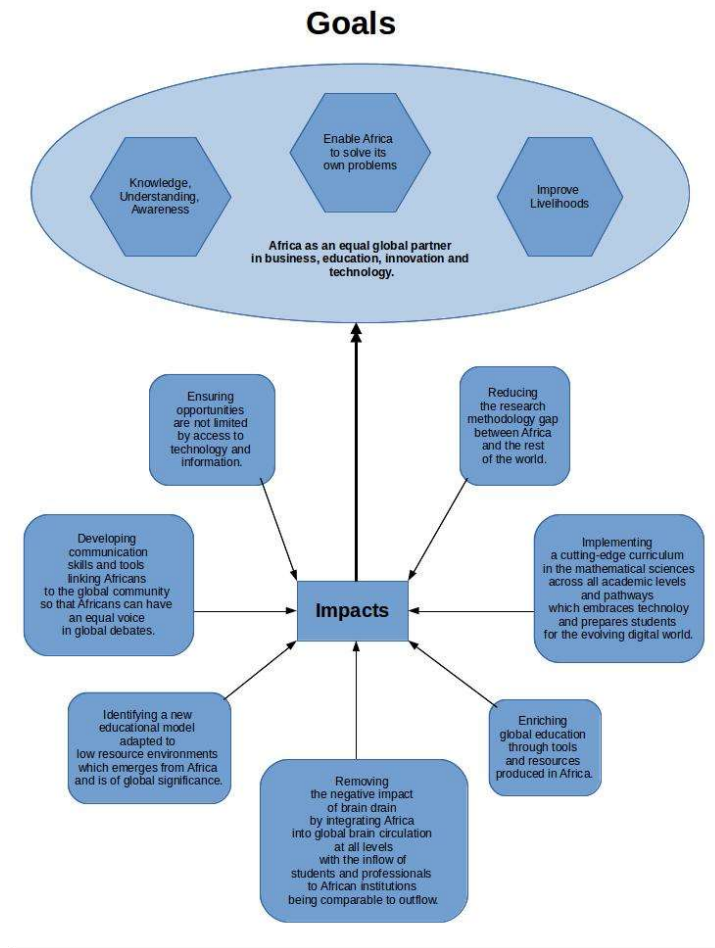 Goals
Enable Africa
to solve its
own problems
Knowledge,
Understanding,
Awareness
Improve
Livelihoods
Africa as an equal global partner
in business, education, innovation and
technology.
Ensuring
opportunities
are not limited
by access to
technology and
information.
Reducing
the research
methodology gap
between Africa
and the rest
of the world.
Developing
communication
skills and tools
linking Africans
to the global community
so that Africans can have
an equal voice
in global debates.
Impacts
Implementing
a cutting-edge curriculum
in the mathematical sciences
across all academic levels
and pathways
which embraces technoloy
and prepares students
for the evolving digital world.
Identifying a new
educational model
adapted to
low resource environments
which emerges from Africa
and is of global significance.
Removing
the negative impact
of brain drain
by integrating Africa
into global brain circulation
at all levels
with the inflow of
students and professionals
to African institutions
being comparable to outflow.
Enriching
global education
through tools
and resources
produced in Africa.